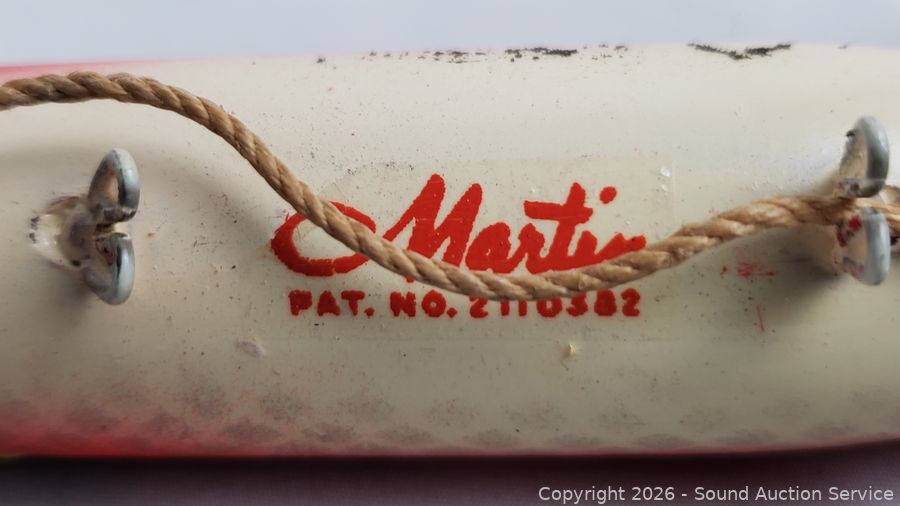 Martin
PAT. NO. 2110382
Copyright 2026 - Sound Auction Service